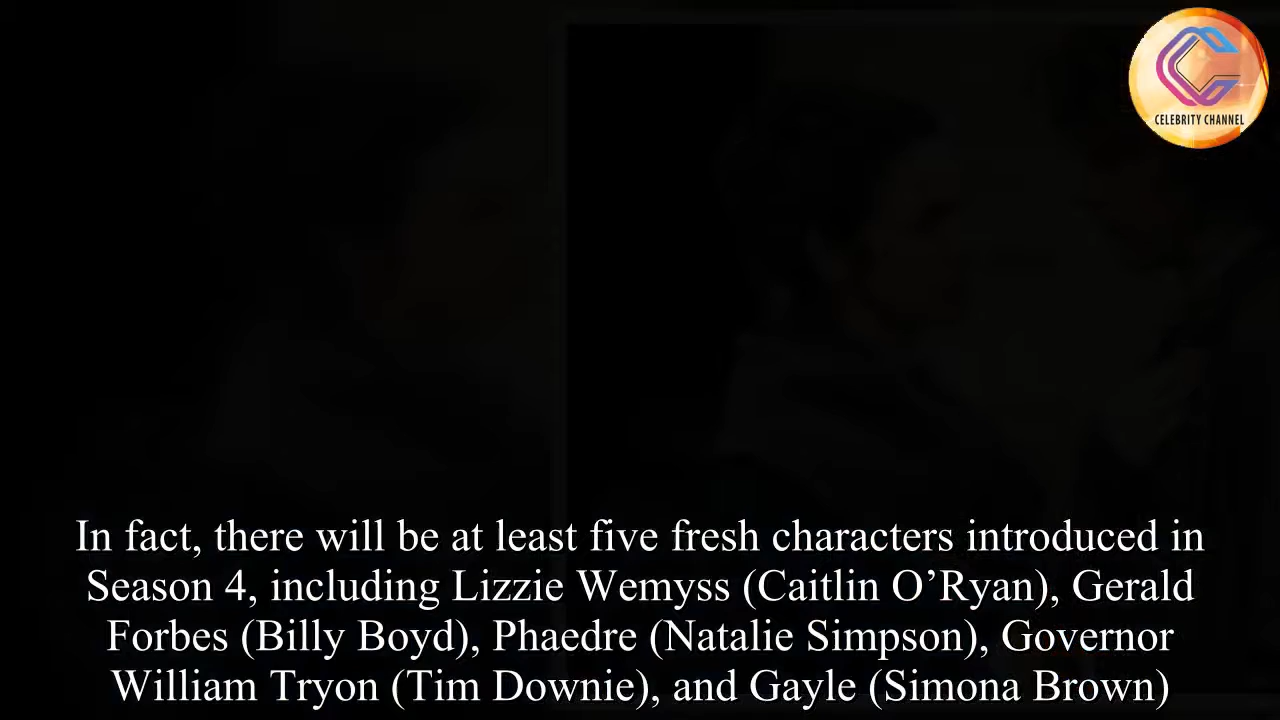 CELEBRITY CHANNEL
In fact, there will be at least five fresh characters introduced in
Season 4, including Lizzie Wemyss (Caitlin O’Ryan), Gerald
Forbes (Billy Boyd), Phaedre (Natalie Simpson), Governor
William Tryon (Tim Downie), and Gayle (Simona Brown)